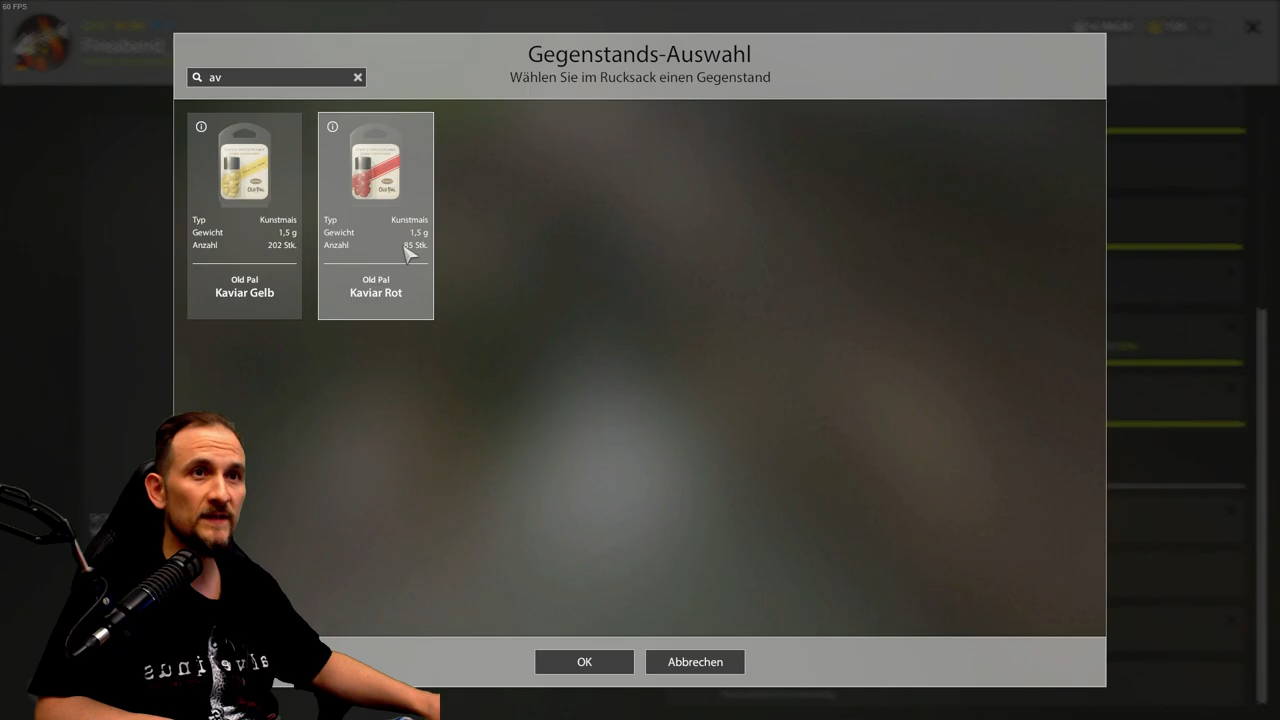 60 FPS
Gegenstands-Auswahl
Wählen Sie im Rucksack einen Gegenstand
av
Typ Kunstmais
Gewicht 1,5 g
Anzahl 202 Stk.
Old Pal
Kaviar Gelb
Typ Kunstmais
Gewicht 1,5 g
Anzahl 85 Stk.
Old Pal
Kaviar Rot
OK
Abbrechen